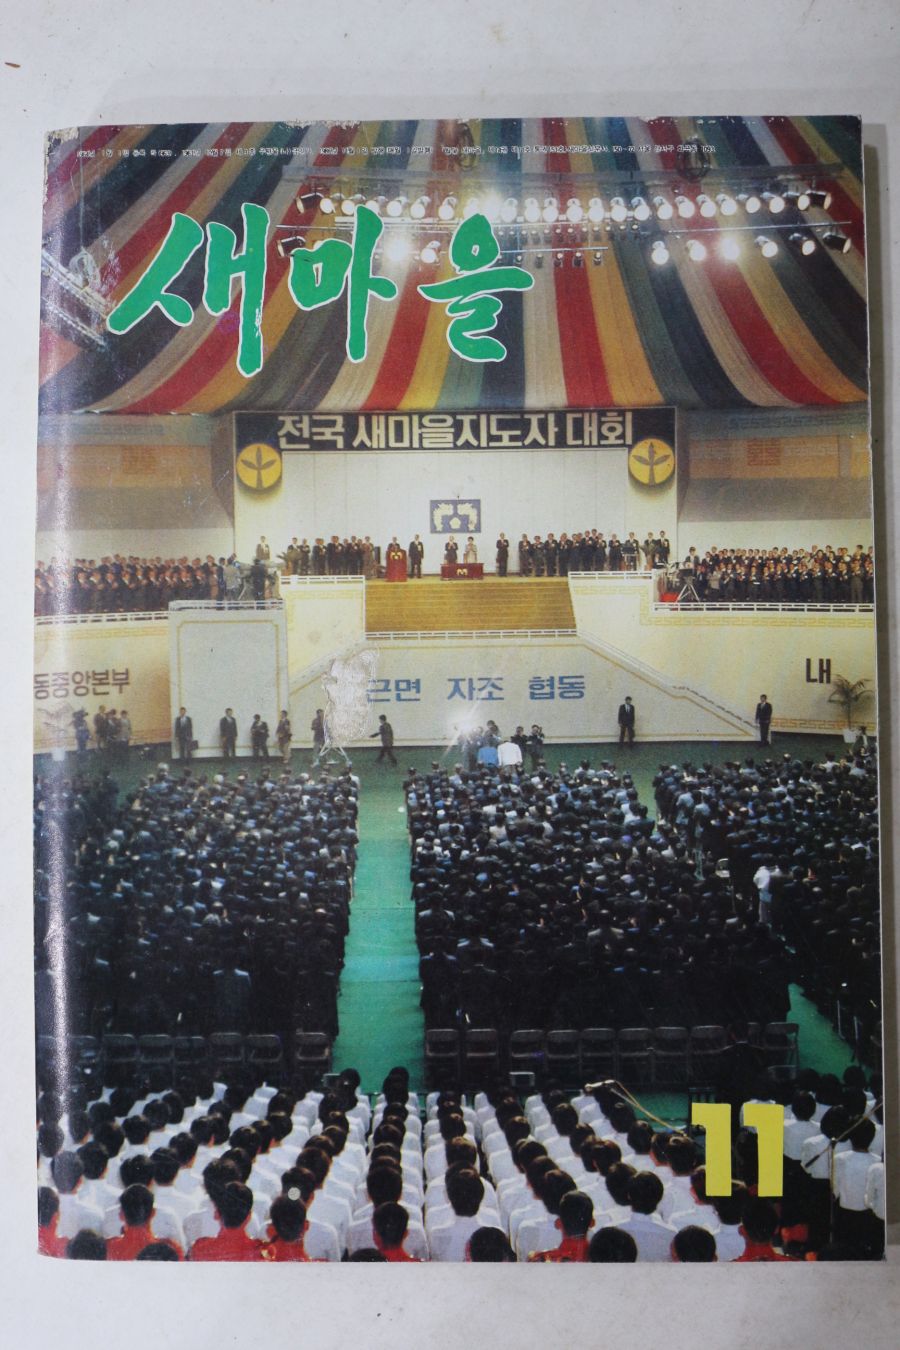 새마을
전국 새마을지도자 대회
동중앙본부
내
근면 자조 협동
11